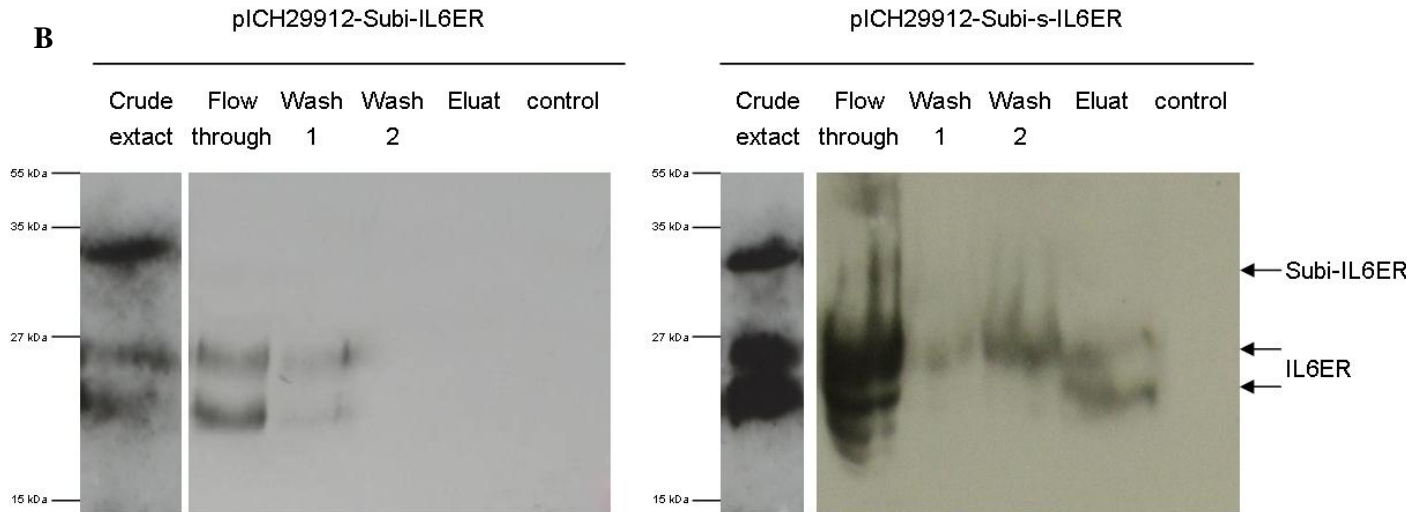 B
pICH29912-Subi-IL6ER
Crude Flow Wash Wash Eluat control
extact through 1 2
55 kDa
35 kDa
27 kDa
15 kDa
pICH29912-Subi-s-IL6ER
Crude Flow Wash Wash Eluat control
extact through 1 2
55 kDa
35 kDa
27 kDa
15 kDa
Subi-IL6ER
IL6ER